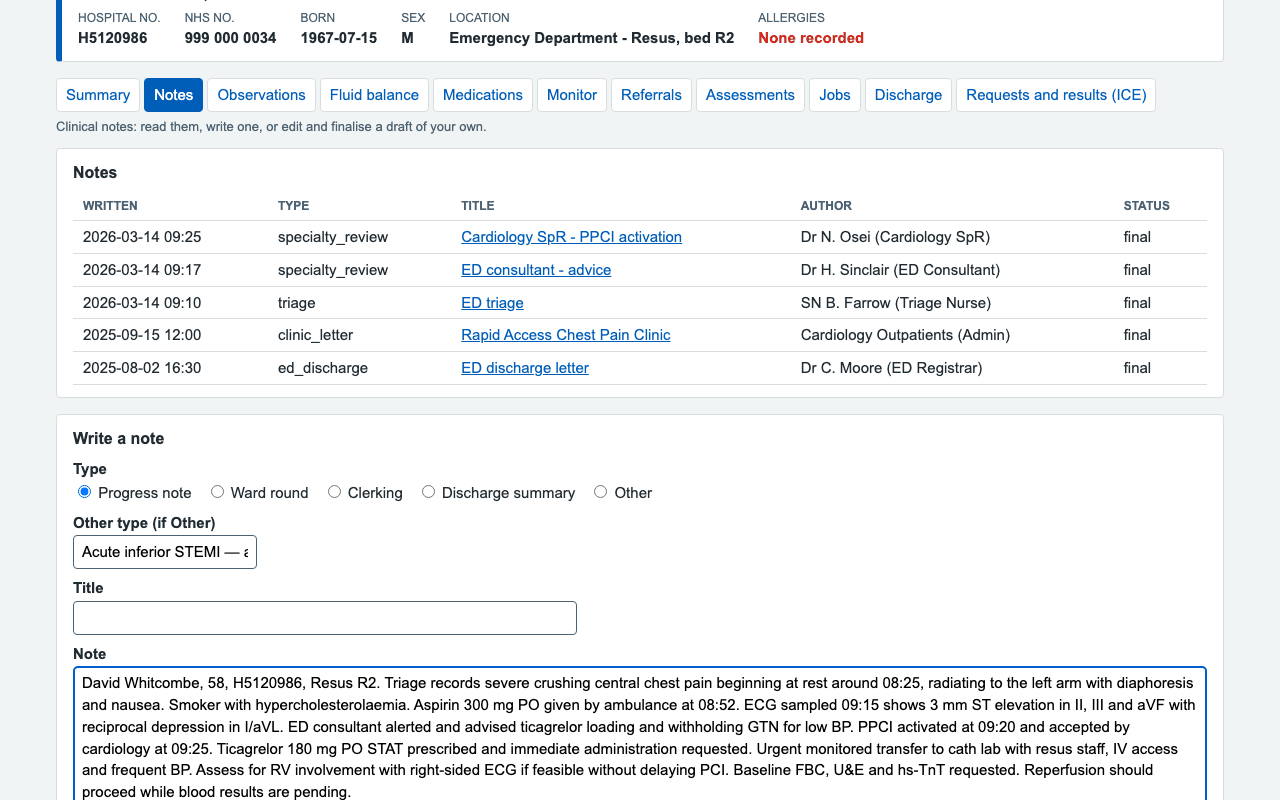 HOSPITAL NO. NHS NO. BORN SEX LOCATION ALLERGIES
H5120986 999 000 0034 1967-07-15 M Emergency Department - Resus, bed R2 None recorded
Summary Notes Observations Fluid balance Medications Monitor Referrals Assessments Jobs Discharge Requests and results (ICE)
Clinical notes: read them, write one, or edit and finalise a draft of your own.
Notes
WRITTEN TYPE TITLE AUTHOR STATUS
2026-03-14 09:25 specialty_review Cardiology SpR - PPCI activation Dr N. Osei (Cardiology SpR) final
2026-03-14 09:17 specialty_review ED consultant - advice Dr H. Sinclair (ED Consultant) final
2026-03-14 09:10 triage ED triage SN B. Farrow (Triage Nurse) final
2025-09-15 12:00 clinic_letter Rapid Access Chest Pain Clinic Cardiology Outpatients (Admin) final
2025-08-02 16:30 ed_discharge ED discharge letter Dr C. Moore (ED Registrar) final
Write a note
Type
Progress note Ward round Clerking Discharge summary Other
Other type (if Other)
Acute inferior STEMI —
Title
Note
David Whitcombe, 58, H5120986, Resus R2. Triage records severe crushing central chest pain beginning at rest around 08:25, radiating to the left arm with diaphoresis
and nausea. Smoker with hypercholesterolaemia. Aspirin 300 mg PO given by ambulance at 08:52. ECG sampled 09:15 shows 3 mm ST elevation in II, III and aVF with
reciprocal depression in I/aVL. ED consultant alerted and advised ticagrelor loading and withholding GTN for low BP. PPCI activated at 09:20 and accepted by
cardiology at 09:25. Ticagrelor 180 mg PO STAT prescribed and immediate administration requested. Urgent monitored transfer to cath lab with resus staff, IV access
and frequent BP. Assess for RV involvement with right-sided ECG if feasible without delaying PCI. Baseline FBC, U&E and hs-TnT requested. Reperfusion should
proceed while blood results are pending.